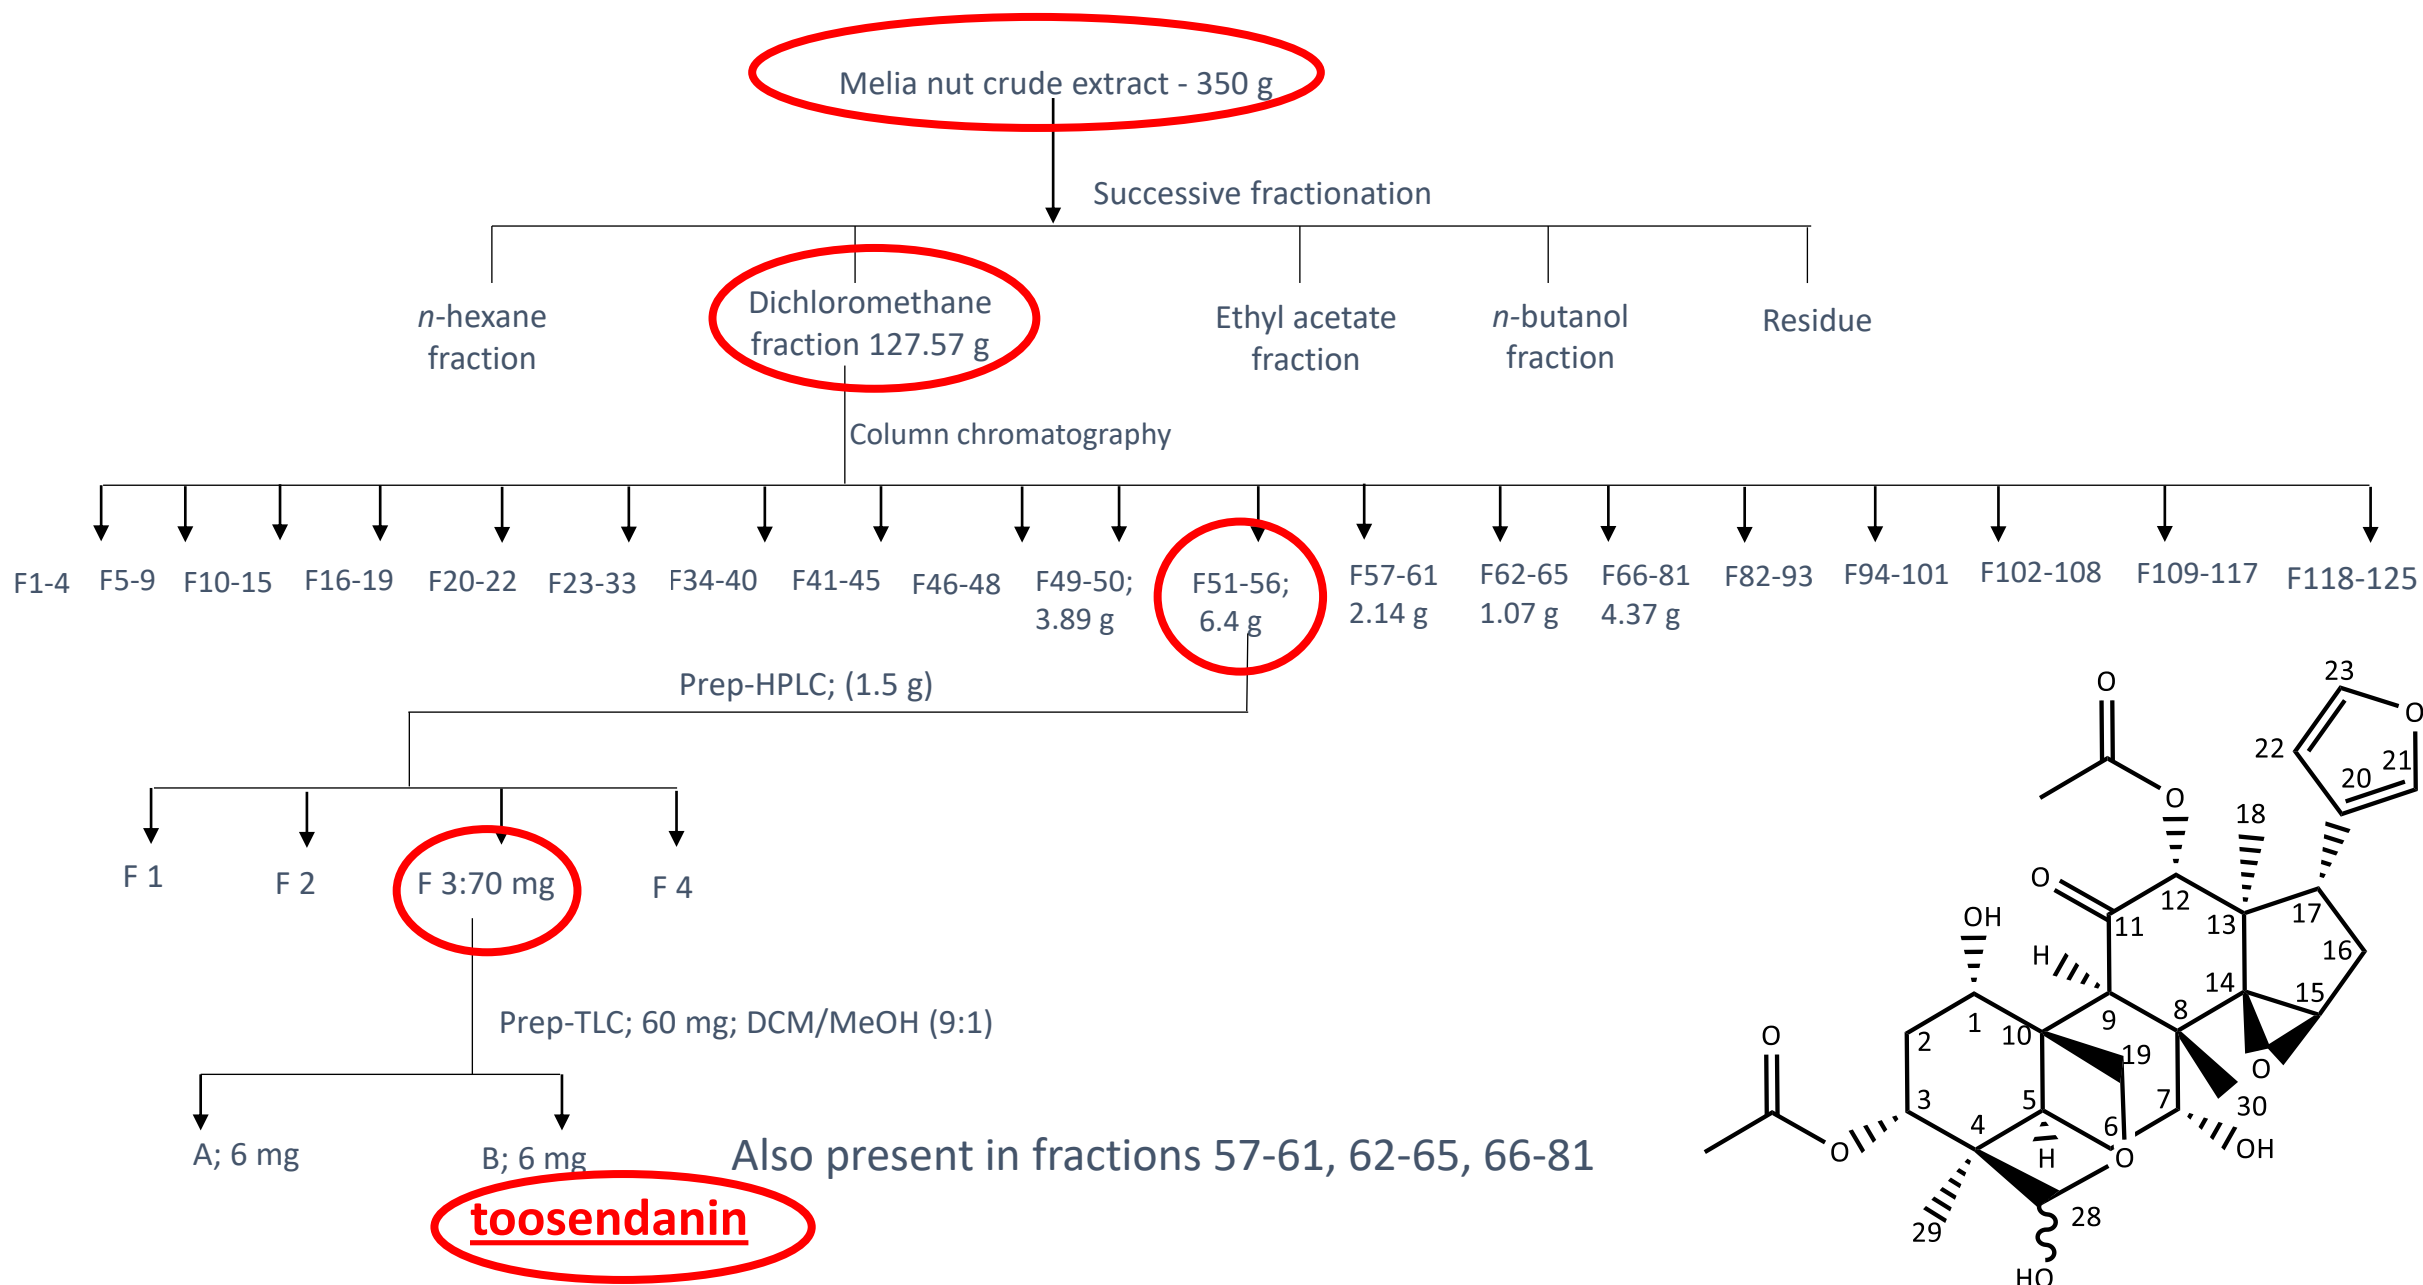 Melia nut crude extract - 350 g
Successive fractionation
n-hexane
fraction
Dichloromethane
fraction 127.57 g
Ethyl acetate
fraction
n-butanol
fraction
Residue
Column chromatography
F1-4
F5-9
F10-15
F16-19
F20-22
F23-33
F34-40
F41-45
F46-48
F49-50;
3.89 g
F51-56;
6.4 g
F57-61
2.14 g
F62-65
1.07 g
F66-81
4.37 g
F82-93
F94-101
F102-108
F109-117
F118-125
Prep-HPLC; (1.5 g)
F 1
F 2
F 3:70 mg
F 4
Prep-TLC; 60 mg; DCM/MeOH (9:1)
A; 6 mg
B; 6 mg
toosendanin
Also present in fractions 57-61, 62-65, 66-81
23
O
O
22
21
20
O
18
O
12
17
OH
11
13
16
H
14
15
1
10
9
8
2
19
O
O
3
4
5
6
7
30
O
H
O
OH
29
28
HO